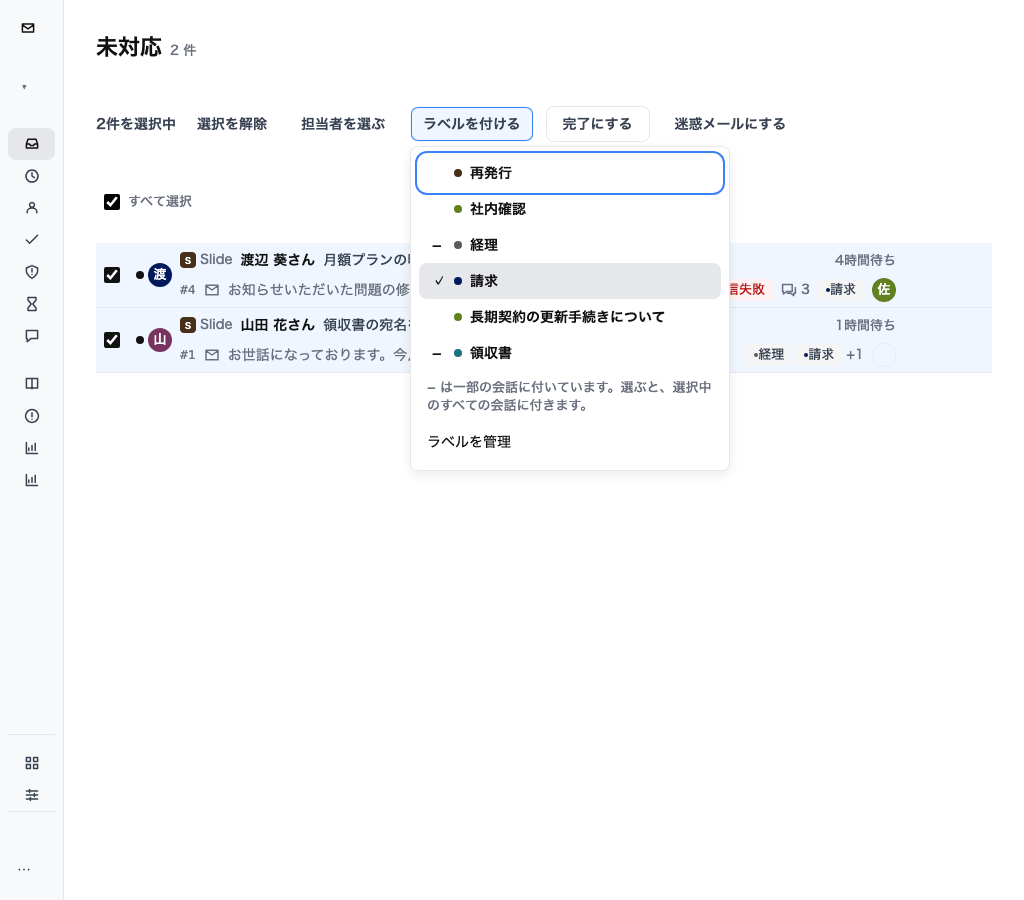 未対応 2 件
2件を選択中 選択を解除 担当者を選ぶ ラベルを付ける 完了にする 迷惑メールにする
再発行
すべて選択
社内確認
– 経理
S Slide 渡辺 葵さん 月額プランの 4時間待ち
✓ 請求
渡
#4 お知らせいただいた問題の修 信失敗 3 •請求 佐
長期契約の更新手続きについて
S Slide 山田 花さん 領収書の宛名 1時間待ち
山
– 領収書
#1 お世話になっております。今 •経理 •請求 +1
– は一部の会話に付いています。選ぶと、選択中
のすべての会話に付きます。
ラベルを管理